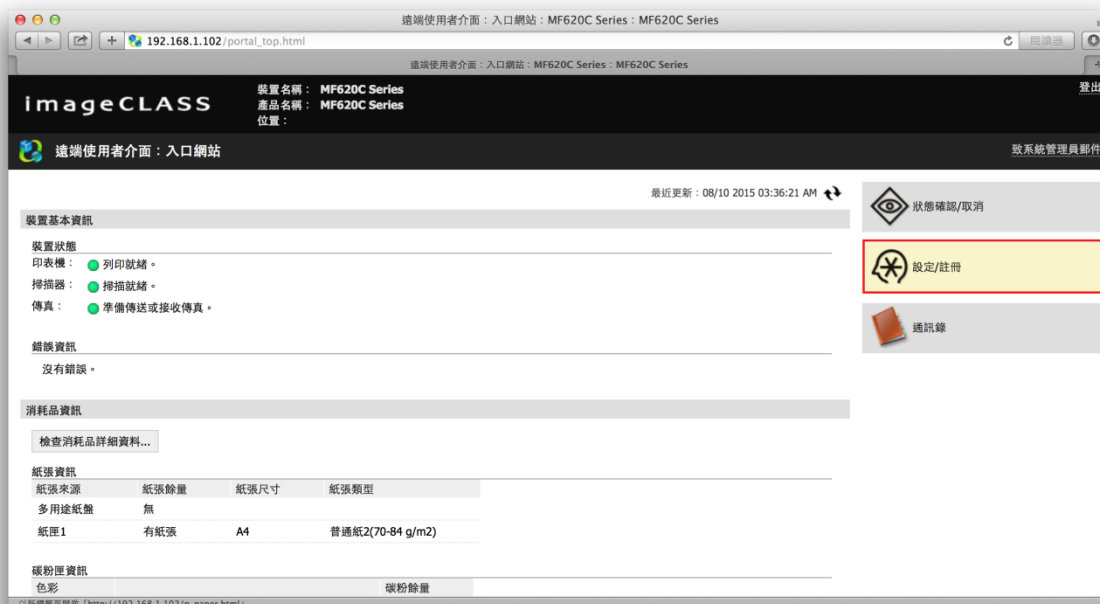 遠端使用者介面：入口網站：MF620C Series：MF620C Series
192.168.1.102/portal_top.html
閱讀器
遠端使用者介面：入口網站：MF620C Series：MF620C Series
imageCLASS
裝置名稱： MF620C Series
產品名稱： MF620C Series
位置：
登出
遠端使用者介面：入口網站
致系統管理員郵件
最近更新：08/10 2015 03:36:21 AM
裝置基本資訊
裝置狀態
印表機： 列印就緒。
掃描器： 掃描就緒。
傳真： 準備傳送或接收傳真。
錯誤資訊
沒有錯誤。
消耗品資訊
檢查消耗品詳細資料...
紙張資訊
紙張來源 紙張餘量 紙張尺寸 紙張類型
多用途紙盤 無
紙匣1 有紙張 A4 普通紙2(70-84 g/m2)
碳粉匣資訊
色彩 碳粉餘量
狀態確認/取消
設定/註冊
通訊錄